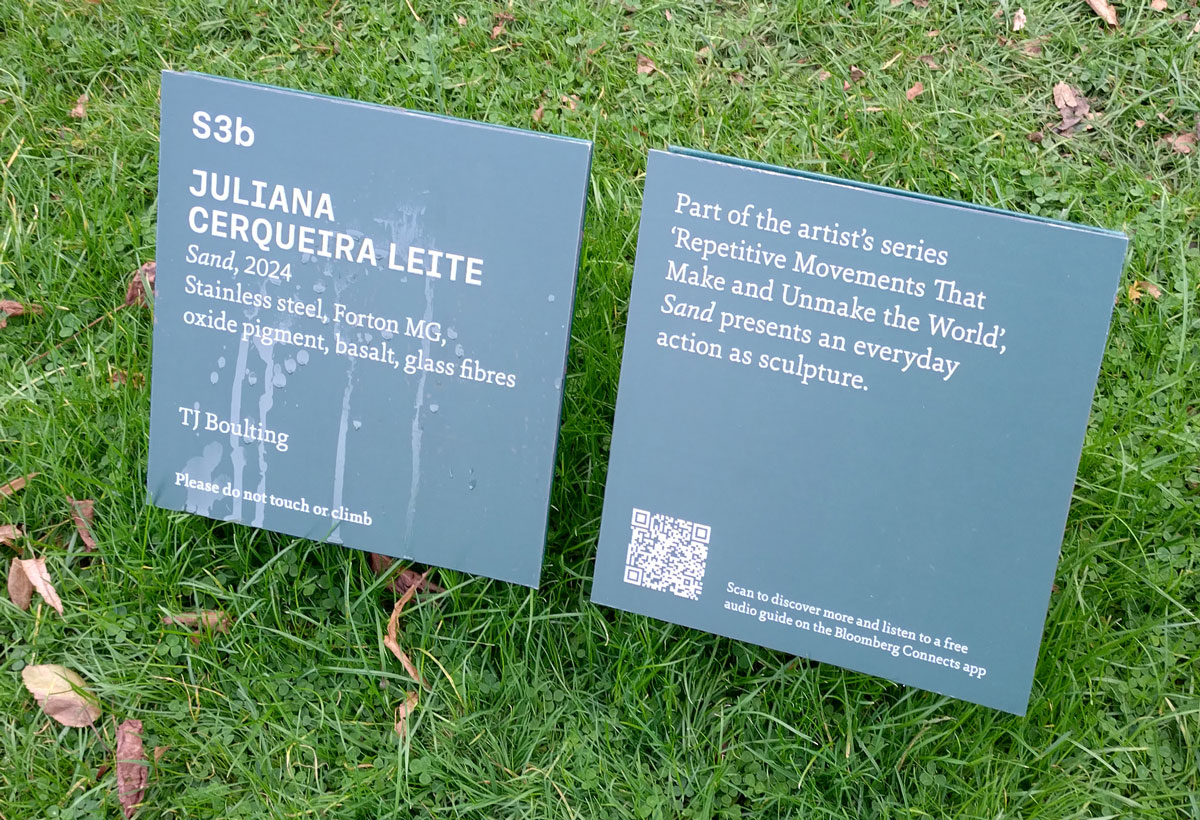 S3b
JULIANA
CERQUEIRA LEITE
Sand, 2024
Stainless steel, Forton MG,
oxide pigment, basalt, glass fibres
TJ Boulting
Please do not touch or climb
Part of the artist’s series
‘Repetitive Movements That
Make and Unmake the World’,
Sand presents an everyday
action as sculpture.
Scan to discover more and listen to a free
audio guide on the Bloomberg Connects app